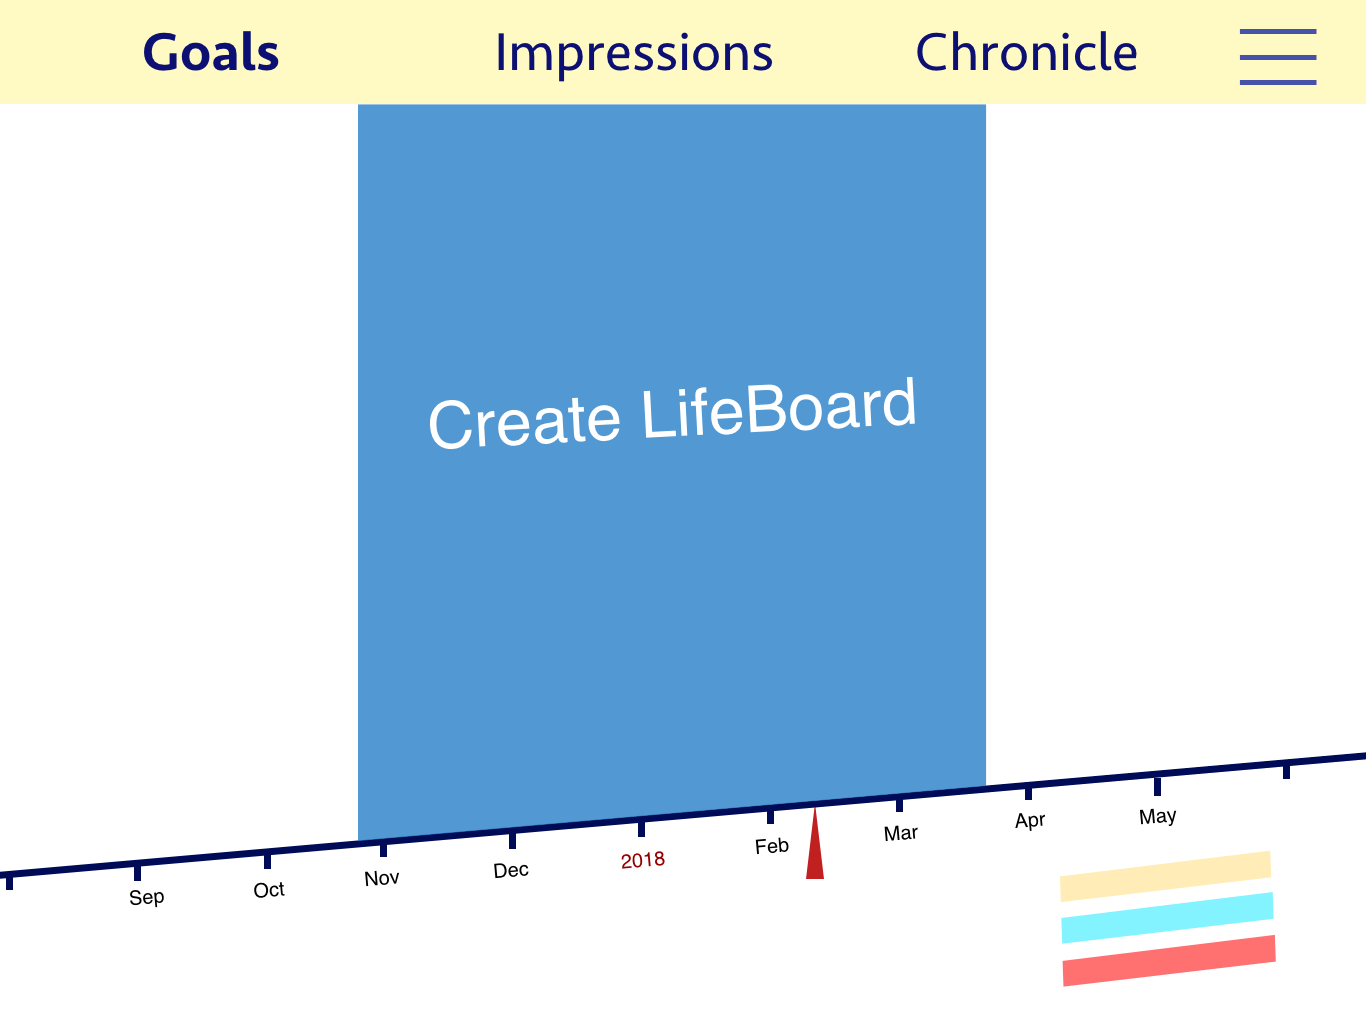 Goals Impressions Chronicle
Create LifeBoard
Sep Oct Nov Dec 2018 Feb Mar Apr May